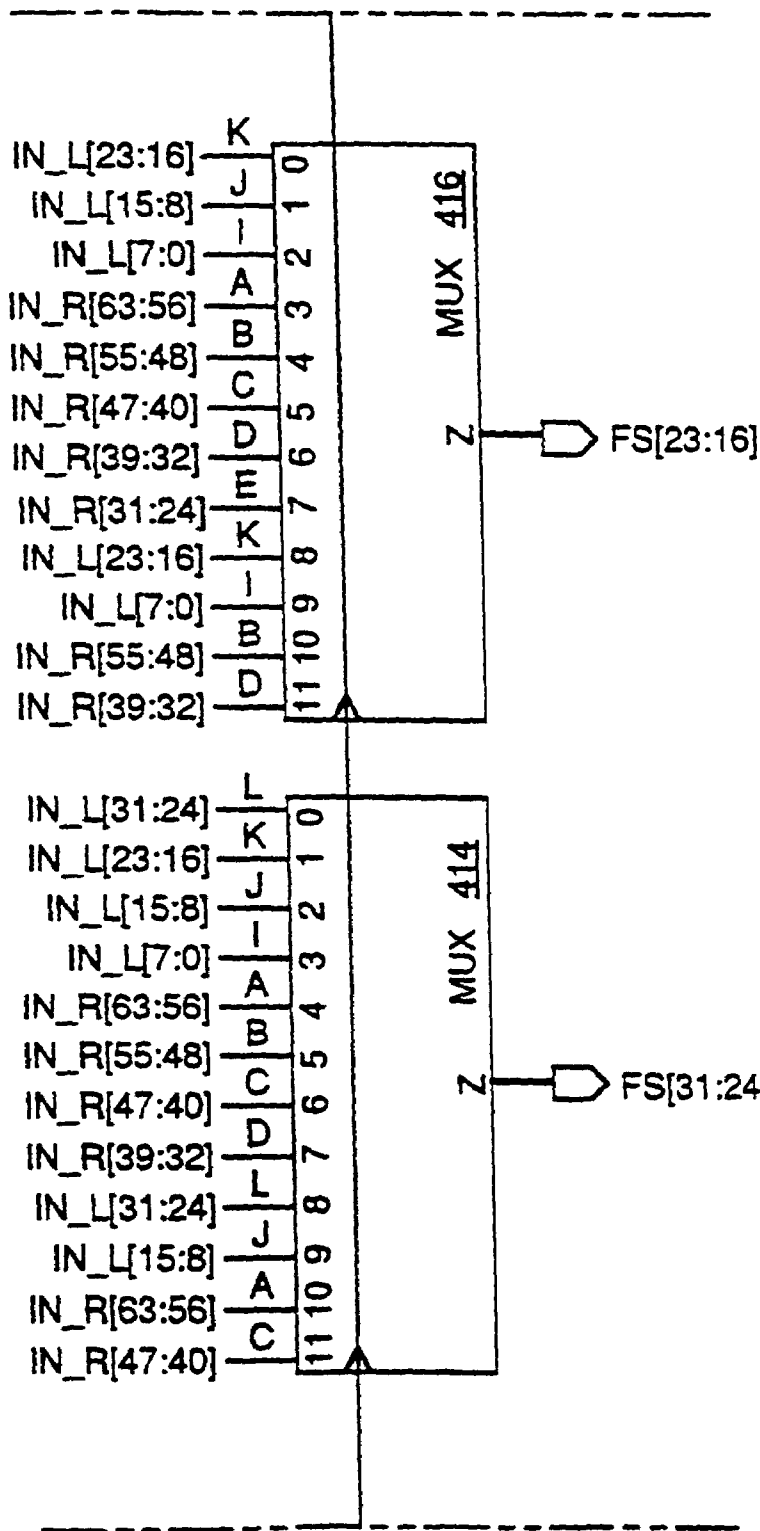 K
IN_L[23:16] 0
J
IN_L[15:8] 1
I
IN_L[7:0] 2
A
IN_R[63:56] 3
B
IN_R[55:48] 4
C
IN_R[47:40] 5
D
IN_R[39:32] 6
E
IN_R[31:24] 7
K
IN_L[23:16] 8
I
IN_L[7:0] 9
B
IN_R[55:48] 10
D
IN_R[39:32] 11
MUX 416
Z FS[23:16]
L
IN_L[31:24] 0
K
IN_L[23:16] 1
J
IN_L[15:8] 2
I
IN_L[7:0] 3
A
IN_R[63:56] 4
B
IN_R[55:48] 5
C
IN_R[47:40] 6
D
IN_R[39:32] 7
L
IN_L[31:24] 8
J
IN_L[15:8] 9
A
IN_R[63:56] 10
C
IN_R[47:40] 11
MUX 414
Z FS[31:24